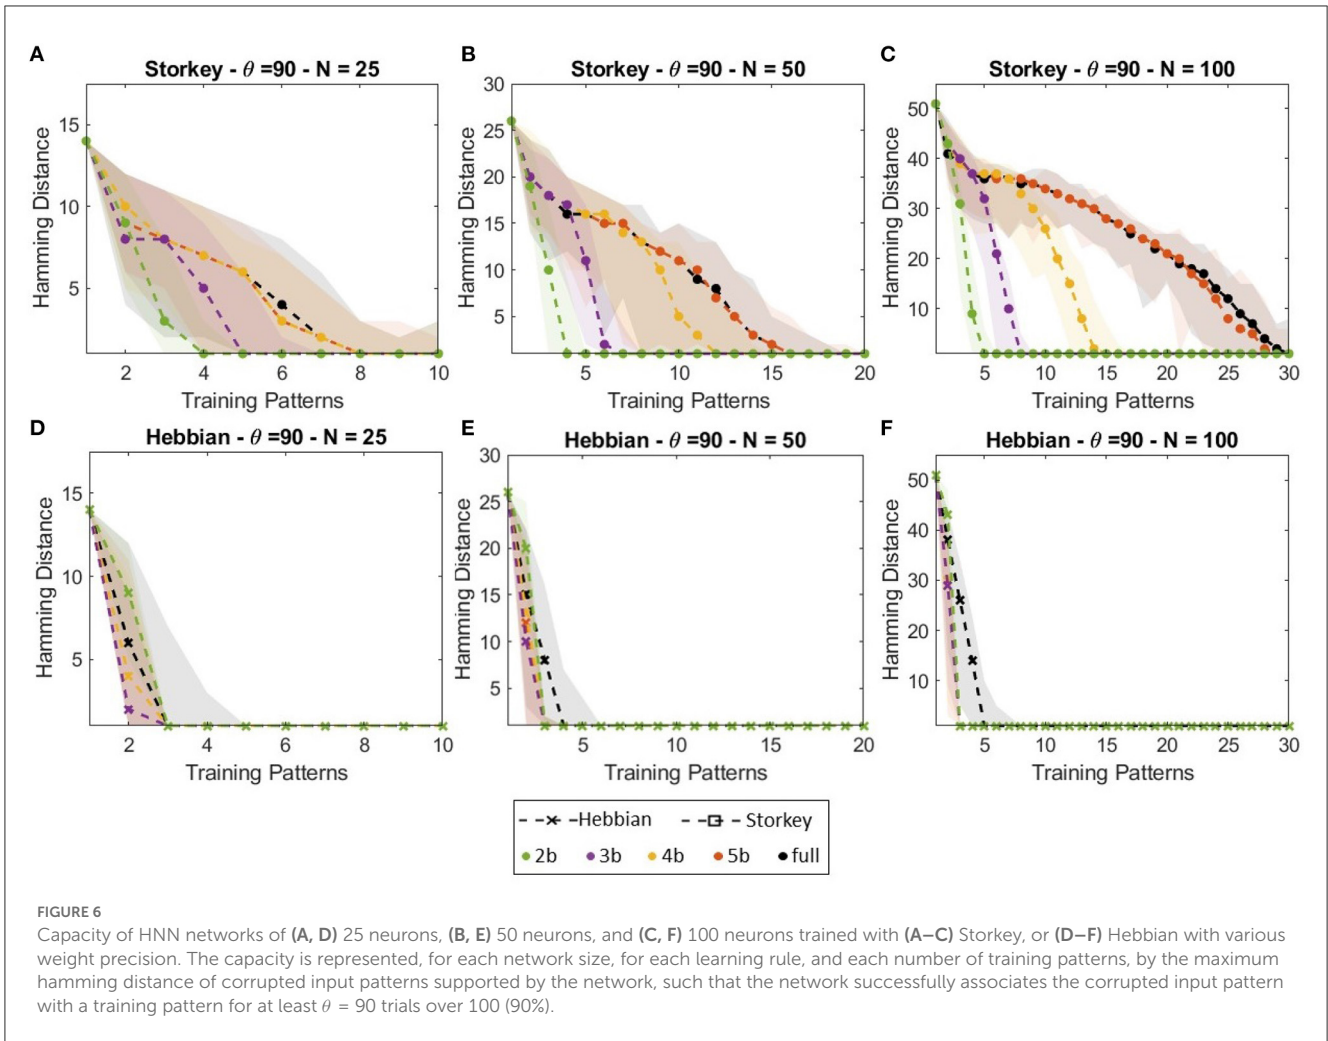 A
Storkey - θ =90 - N = 25
Hamming Distance
15
10
5
2 4 6 8 10
Training Patterns
B
Storkey - θ =90 - N = 50
Hamming Distance
30
25
20
15
10
5
5 10 15 20
Training Patterns
C
Storkey - θ =90 - N = 100
Hamming Distance
50
40
30
20
10
5 10 15 20 25 30
Training Patterns
D
Hebbian - θ =90 - N = 25
Hamming Distance
15
10
5
2 4 6 8 10
Training Patterns
E
Hebbian - θ =90 - N = 50
Hamming Distance
30
25
20
15
10
5
5 10 15 20
Training Patterns
F
Hebbian - θ =90 - N = 100
Hamming Distance
50
40
30
20
10
5 10 15 20 25 30
Training Patterns
Hebbian Storkey
2b 3b 4b 5b full
FIGURE 6
Capacity of HNN networks of (A, D) 25 neurons, (B, E) 50 neurons, and (C, F) 100 neurons trained with (A–C) Storkey, or (D–F) Hebbian with various
weight precision. The capacity is represented, for each network size, for each learning rule, and each number of training patterns, by the maximum
hamming distance of corrupted input patterns supported by the network, such that the network successfully associates the corrupted input pattern
with a training pattern for at least θ = 90 trials over 100 (90%).